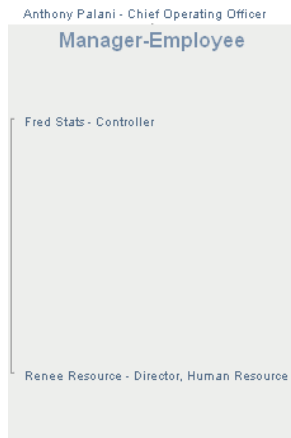 Anthony Palani - Chief Operating Officer
Manager-Employee
Fred Stats - Controller
Renee Resource - Director, Human Resource